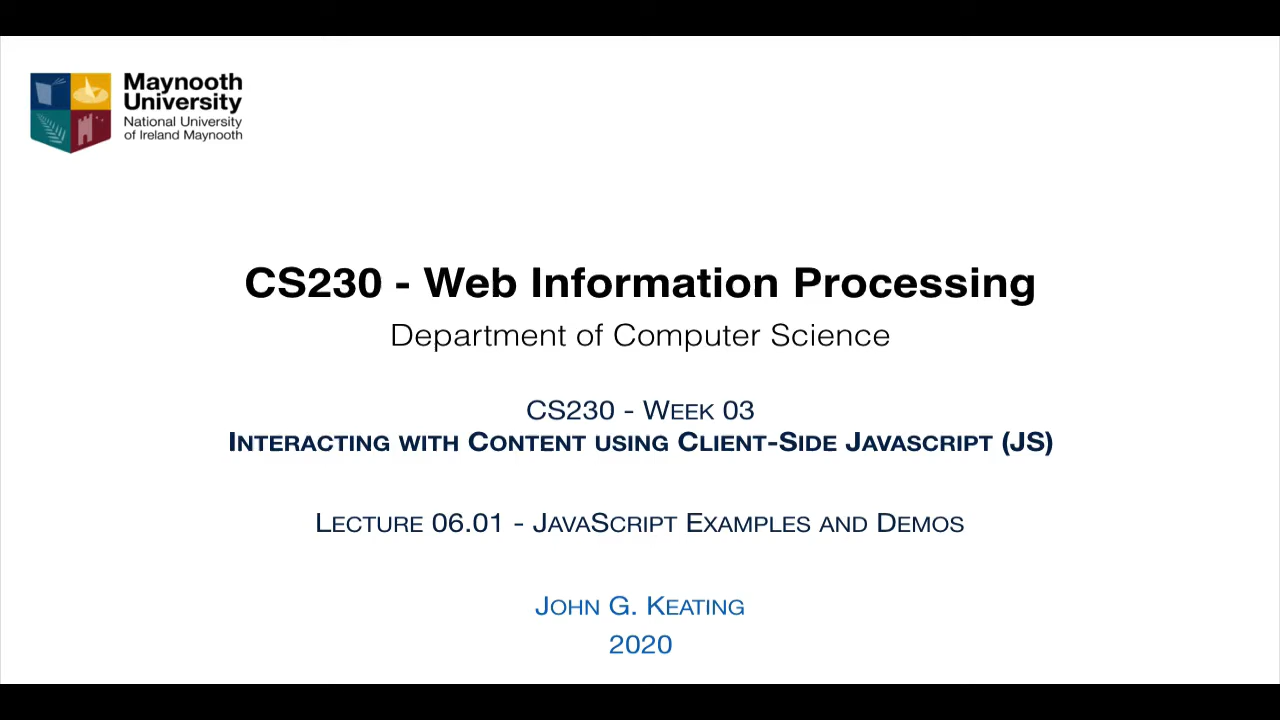 Maynooth
University
National University
of Ireland Maynooth
CS230 - Web Information Processing
Department of Computer Science
CS230 - Week 03
Interacting with Content using Client-Side Javascript (JS)
Lecture 06.01 - JavaScript Examples and Demos
John G. Keating
2020